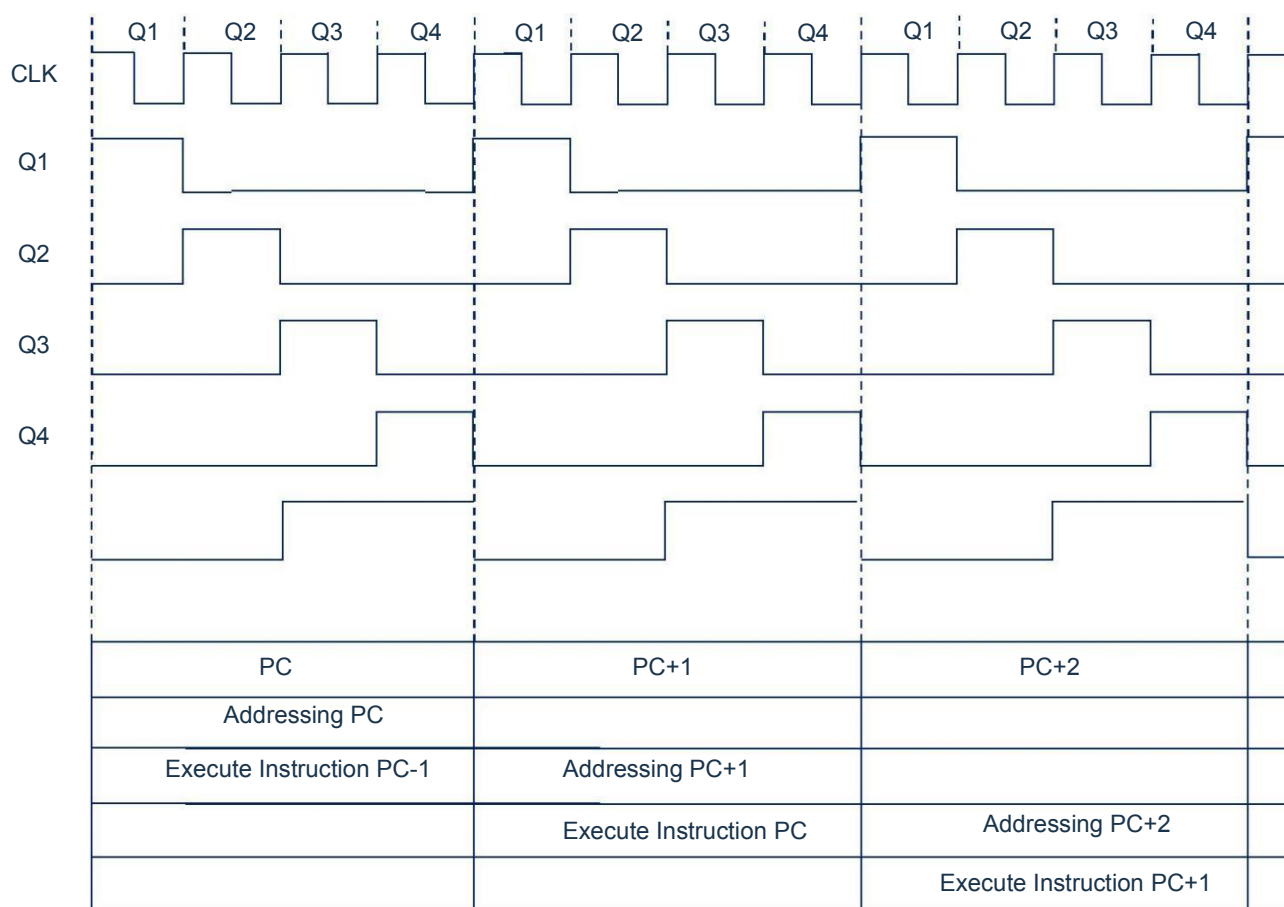 Q1 Q2 Q3 Q4 Q1 Q2 Q3 Q4 Q1 Q2 Q3 Q4
CLK
Q1
Q2
Q3
Q4
PC PC+1 PC+2
Addressing PC
Execute Instruction PC-1 Addressing PC+1
Execute Instruction PC Addressing PC+2
Execute Instruction PC+1